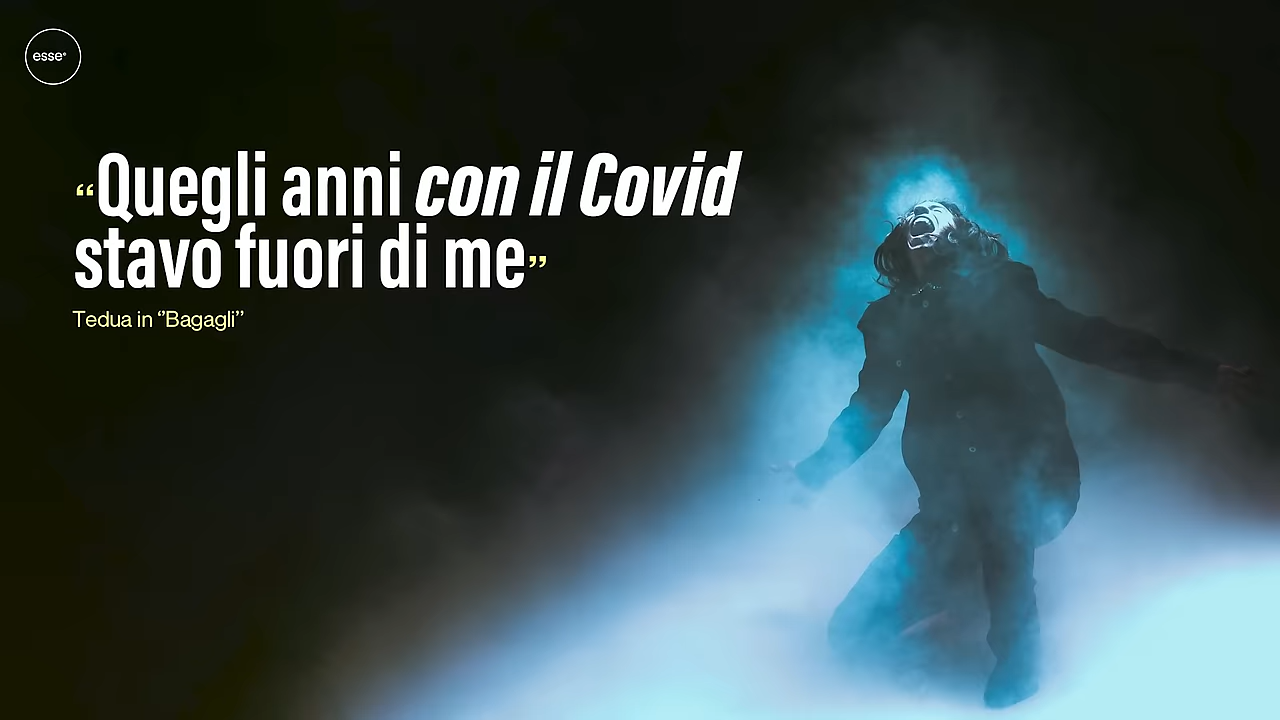 esse°
“Quegli anni con il Covid
stavo fuori di me”
Tedua in “Bagagli”